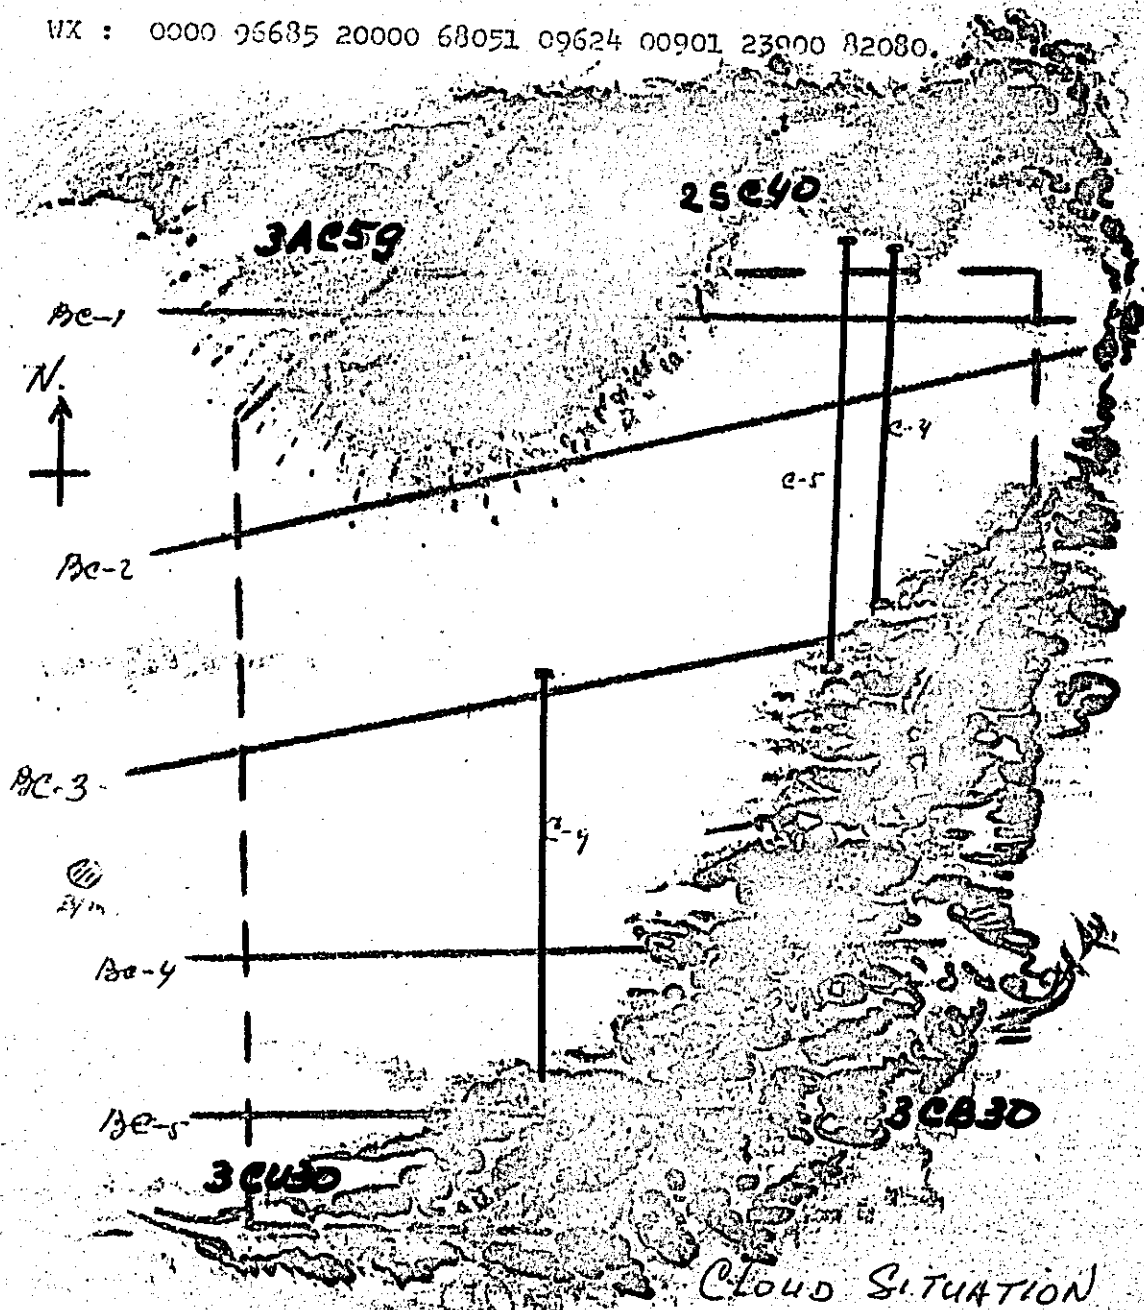 WX : 0000 96685 20000 68051 09624 00901 23900 82080.
2SC40
3AC59
BC-1
N.
C-4
C-5
BC-2
BC-3
C-4
BC-4
3CB30
BC-5
3CU30
CLOUD SITUATION